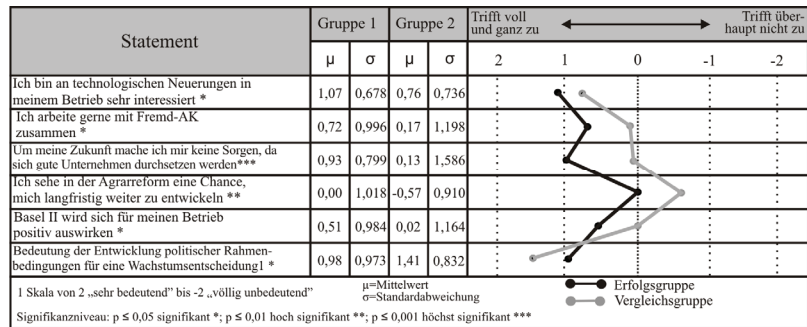 Statement Gruppe 1 Gruppe 2 Trifft voll und ganz zu Trifft über-haupt nicht zu
μ σ μ σ 2 1 0 -1 -2
Ich bin an technologischen Neuerungen in
meinem Betrieb sehr interessiert * 1,07 0,678 0,76 0,736
Ich arbeite gerne mit Fremd-AK
zusammen * 0,72 0,996 0,17 1,198
Um meine Zukunft mache ich mir keine Sorgen, da
sich gute Unternehmen durchsetzen werden*** 0,93 0,799 0,13 1,586
Ich sehe in der Agrarreform eine Chance,
mich langfristig weiter zu entwickeln ** 0,00 1,018 -0,57 0,910
Basel II wird sich für meinen Betrieb
positiv auswirken * 0,51 0,984 0,02 1,164
Bedeutung der Entwicklung politischer Rahmen-
bedingungen für eine Wachstumsentscheidung1 * 0,98 0,973 1,41 0,832
1 Skala von 2 „sehr bedeutend" bis -2 „völlig unbedeutend"
μ=Mittelwert
σ=Standardabweichung
Erfolgsgruppe
Vergleichsgruppe
Signifikanzniveau: p ≤ 0,05 signifikant *; p ≤ 0,01 hoch signifikant **; p ≤ 0,001 höchst signifikant ***